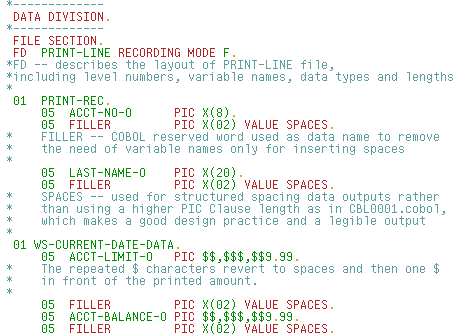 *-------------
 DATA DIVISION.
*-------------
 FILE SECTION.
 FD  PRINT-LINE RECORDING MODE F.
*FD -- describes the layout of PRINT-LINE file,
*including level numbers, variable names, data types and lengths
*
 01  PRINT-REC.
     05  ACCT-NO-O      PIC X(8).
     05  FILLER         PIC X(02) VALUE SPACES.
*    FILLER -- COBOL reserved word used as data name to remove
*    the need of variable names only for inserting spaces
*
     05  LAST-NAME-O    PIC X(20).
     05  FILLER         PIC X(02) VALUE SPACES.
*    SPACES -- used for structured spacing data outputs rather
*    than using a higher PIC Clause length as in CBL0001.cobol,
*    which makes a good design practice and a legible output
*
 01 WS-CURRENT-DATE-DATA.
     05  ACCT-LIMIT-O   PIC $$,$$$,$$9.99.
*    The repeated $ characters revert to spaces and then one $
*    in front of the printed amount.
*
     05  FILLER         PIC X(02) VALUE SPACES.
     05  ACCT-BALANCE-O PIC $$,$$$,$$9.99.
     05  FILLER         PIC X(02) VALUE SPACES.